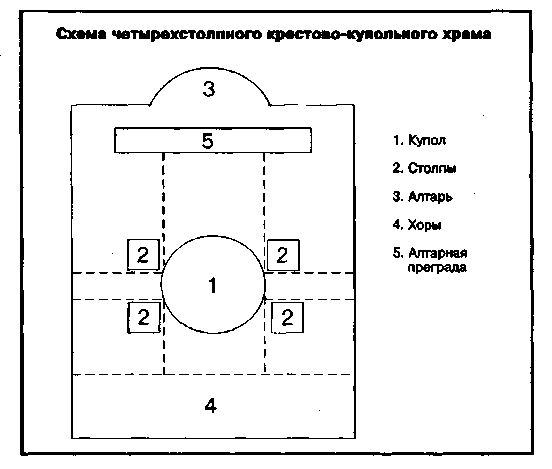 Схема четырехстолпного крестово-купольного храма
3
5
2 2
1
2 2
4
1. Купол
2. Столпы
3. Алтарь
4. Хоры
5. Алтарная
преграда